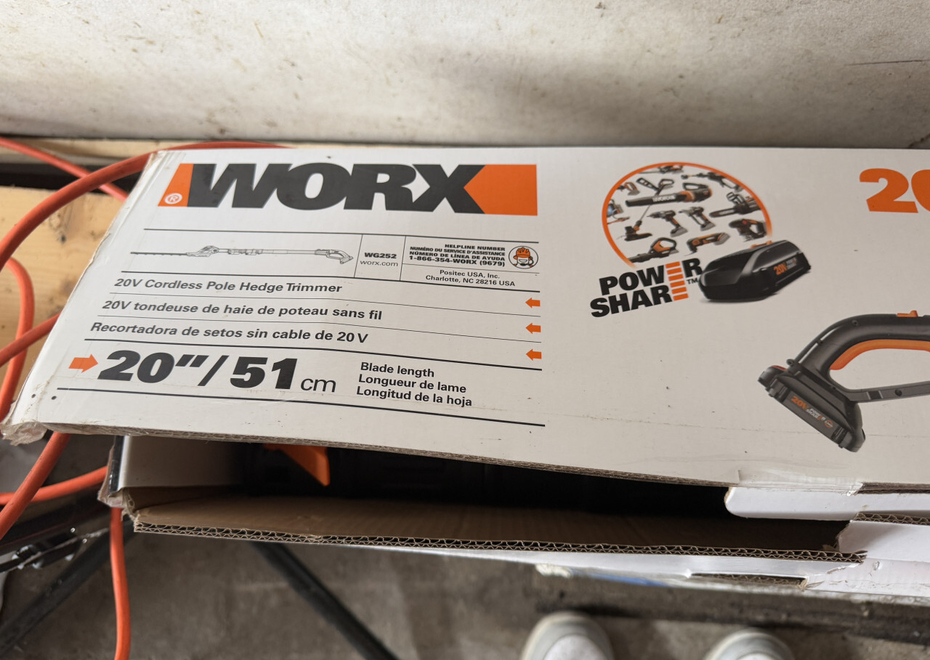 ® WORX
WG252
worx.com
HELPLINE NUMBER
NUMÉRO DU SERVICE D'ASSISTANCE
NÚMERO DE LÍNEA DE AYUDA
1-866-354-WORX (9679)
Positec USA, Inc.
Charlotte, NC 28216 USA
20V Cordless Pole Hedge Trimmer
20V tondeuse de haie de poteau sans fil
Recortadora de setos sin cable de 20V
20"/51 cm
Blade length
Longueur de lame
Longitud de la hoja
POWER
SHARE™
20